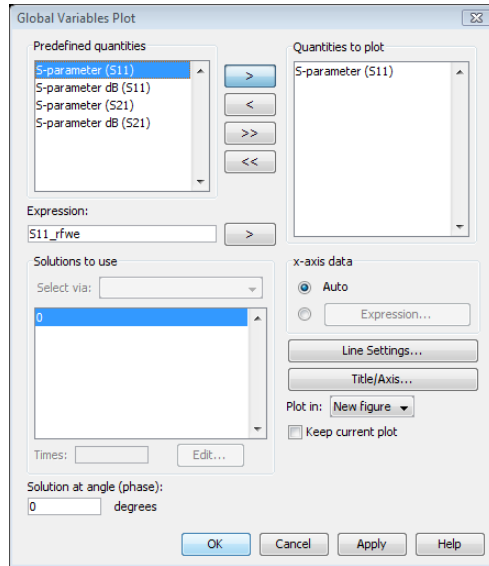 Global Variables Plot
Predefined quantities
S-parameter (S11)
S-parameter dB (S11)
S-parameter (S21)
S-parameter dB (S21)
>
<
>>
<<
Quantities to plot
S-parameter (S11)
Expression:
S11_rfwe
>
Solutions to use
Select via:
0
Times:
Edit...
x-axis data
Auto
Expression...
Line Settings...
Title/Axis...
Plot in: New figure
Keep current plot
Solution at angle (phase):
0 degrees
OK Cancel Apply Help